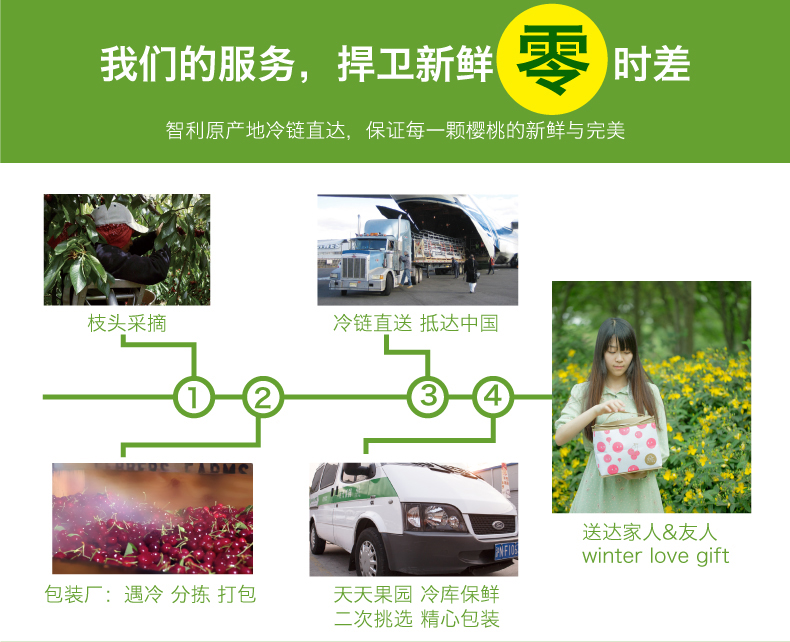 我们的服务，捍卫新鲜零时差
智利原产地冷链直达，保证每一颗樱桃的新鲜与完美
枝头采摘
冷链直送 抵达中国
1
2
3
4
FARMS
包装厂：遇冷 分拣 打包
天天果园 冷库保鲜
二次挑选 精心包装
送达家人&友人
winter love gift